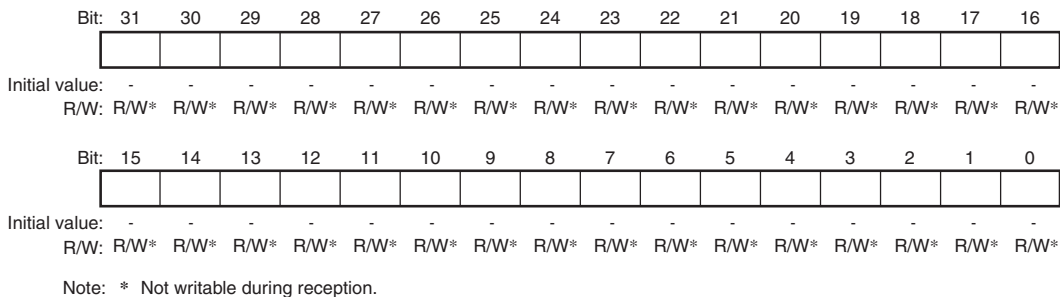 Bit: 31 30 29 28 27 26 25 24 23 22 21 20 19 18 17 16
Initial value: - - - - - - - - - - - - - - - -
R/W: R/W* R/W* R/W* R/W* R/W* R/W* R/W* R/W* R/W* R/W* R/W* R/W* R/W* R/W* R/W* R/W*
Bit: 15 14 13 12 11 10 9 8 7 6 5 4 3 2 1 0
Initial value: - - - - - - - - - - - - - - - -
R/W: R/W* R/W* R/W* R/W* R/W* R/W* R/W* R/W* R/W* R/W* R/W* R/W* R/W* R/W* R/W* R/W*
Note: * Not writable during reception.